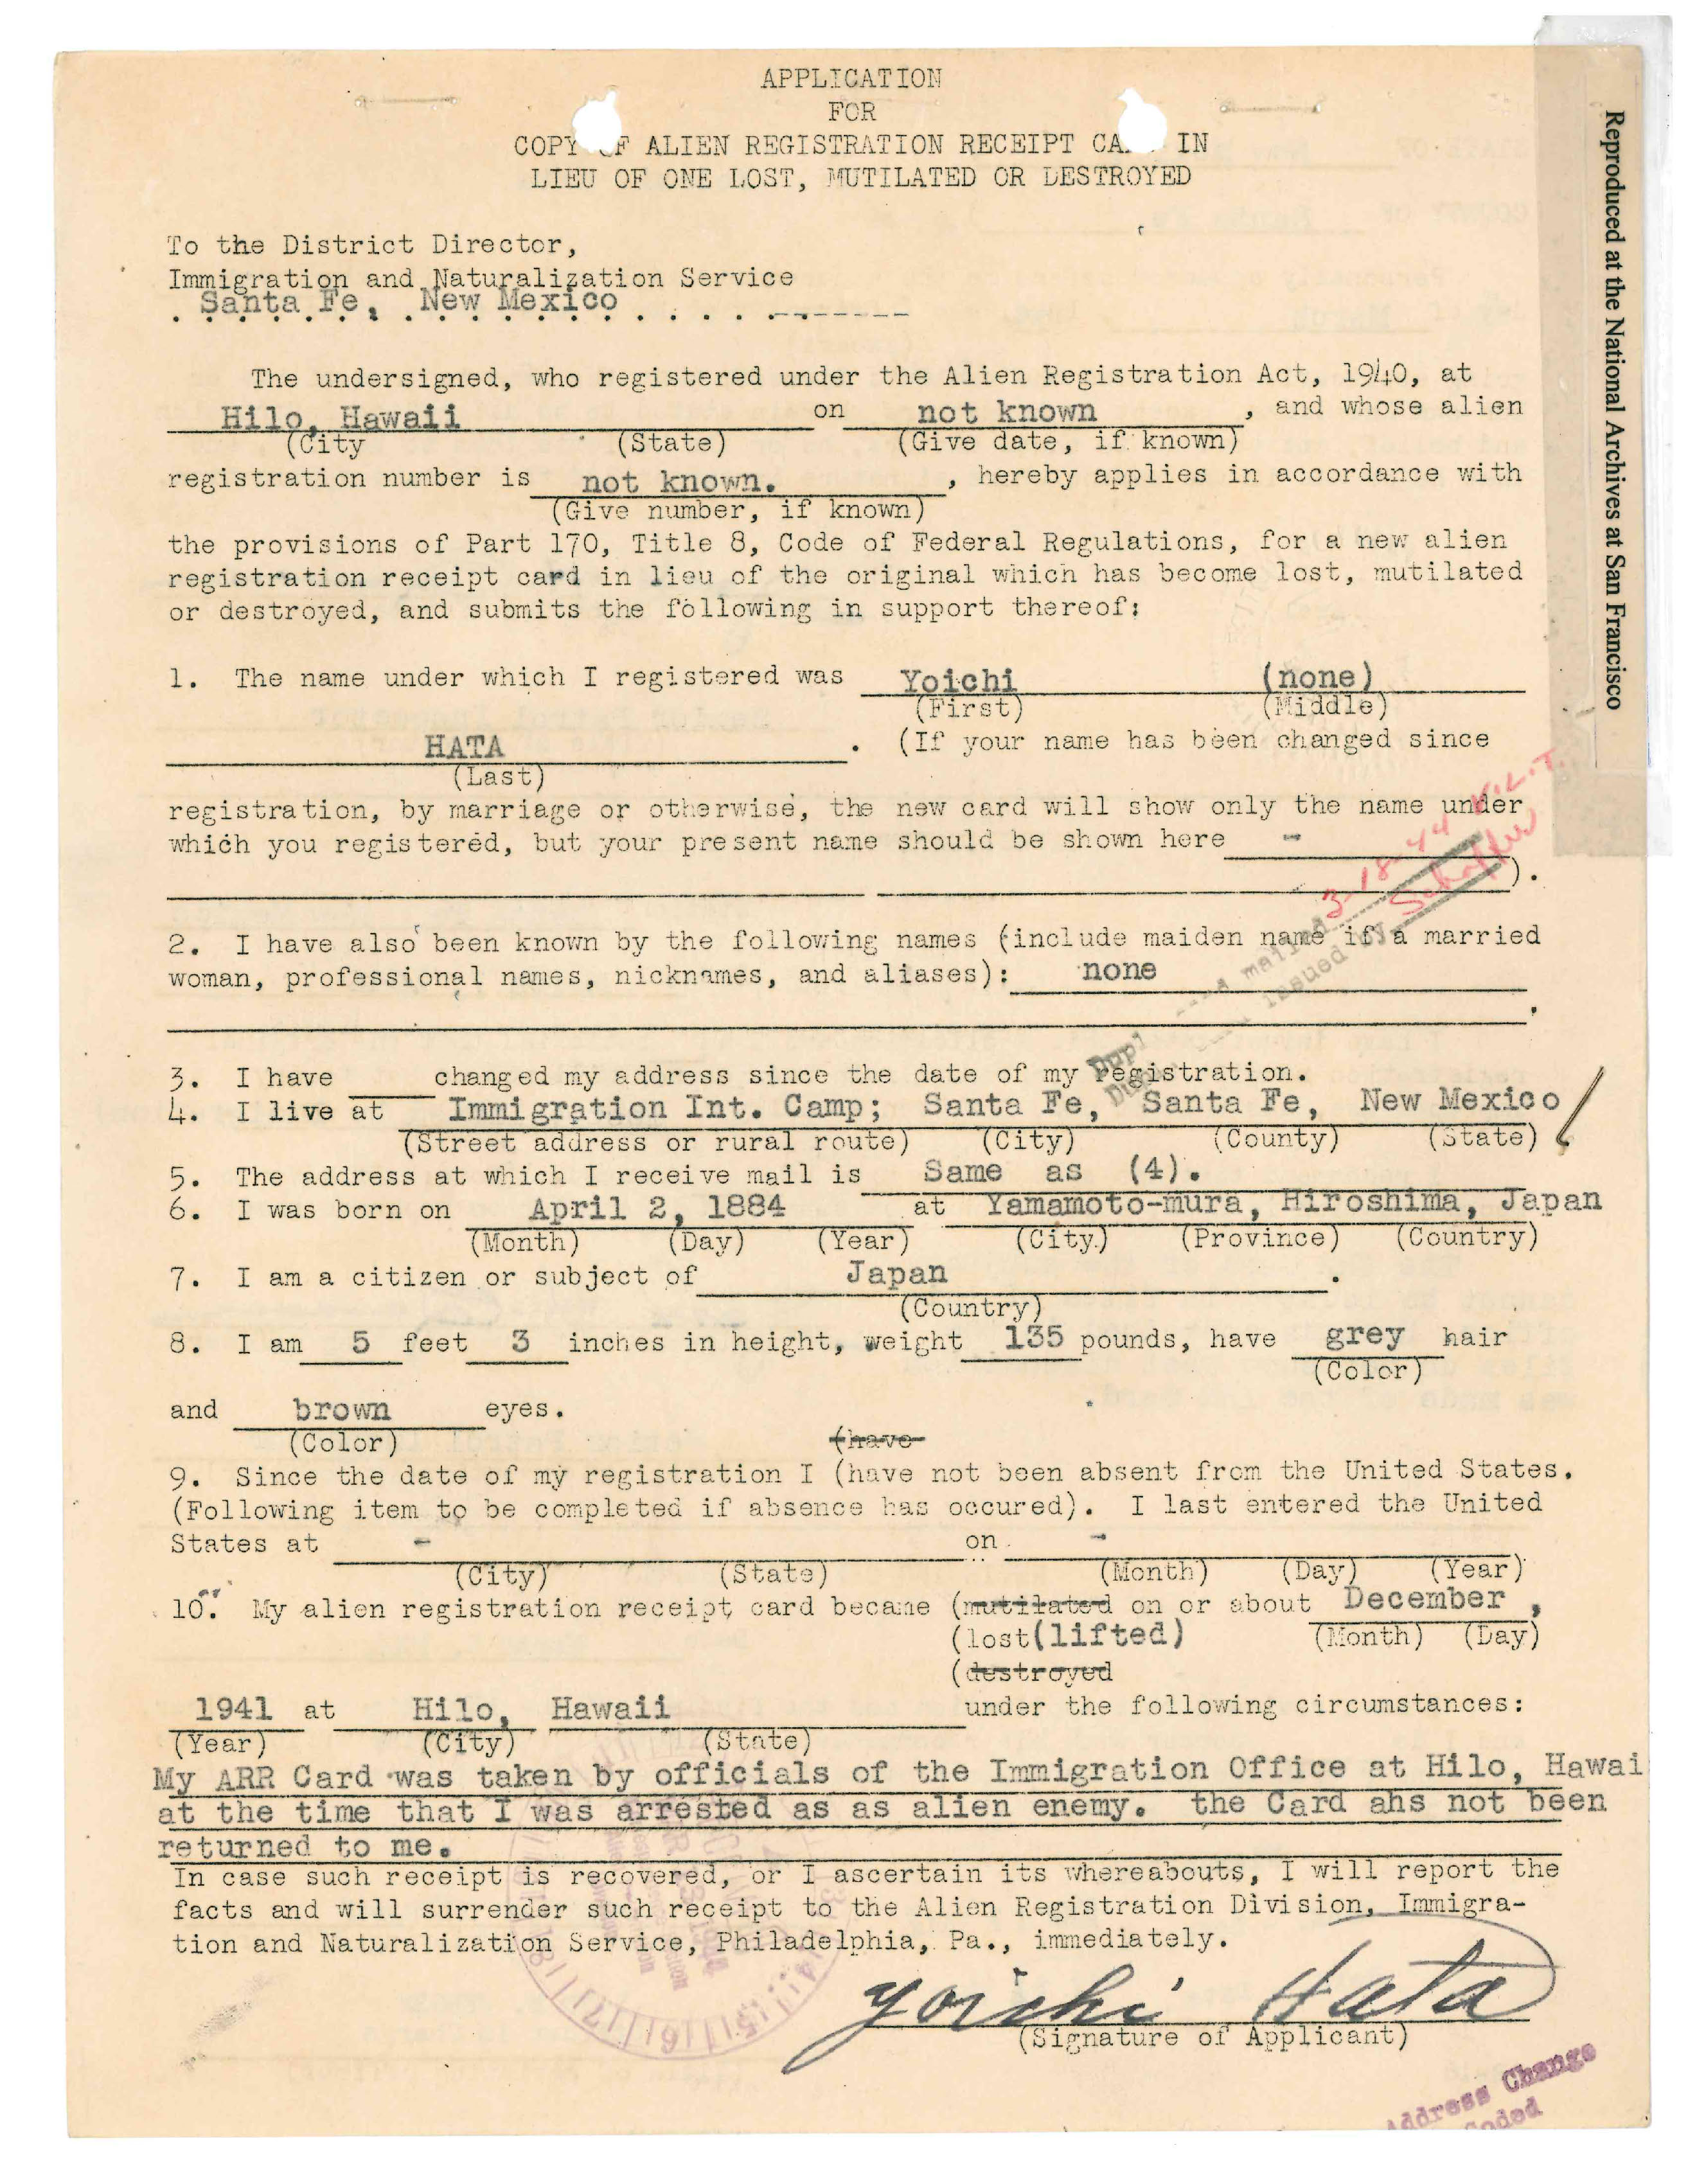 APPLICATION
FOR
COPY OF ALIEN REGISTRATION RECEIPT CA IN
LIEU OF ONE LOST, MUTILATED OR DESTROYED
Reproduced at the National Archives at San Francisco
To the District Director,
Immigration and Naturalization Service
Santa Fe, New Mexico
The undersigned, who registered under the Alien Registration Act, 1940, at
Hilo, Hawaii on not known , and whose alien
(City (State) (Give date, if known)
registration number is not known. , hereby applies in accordance with
(Give number, if known)
the provisions of Part 170, Title 8, Code of Federal Regulations, for a new alien
registration receipt card in lieu of the original which has become lost, mutilated
or destroyed, and submits the following in support thereof:
1. The name under which I registered was Yoichi (none)
(First) (Middle)
HATA . (If your name has been changed since
(Last)
registration, by marriage or otherwise, the new card will show only the name under
which you registered, but your present name should be shown here -
).
3-18-44
2. I have also been known by the following names (include maiden name if a married
woman, professional names, nicknames, and aliases): none
.
mailed
issued by
Dupl
3. I have changed my address since the date of my registration.
4. I live at Immigration Int. Camp; Santa Fe, Santa Fe, New Mexico
(Street address or rural route) (City) (County) (State)
5. The address at which I receive mail is Same as (4).
6. I was born on April 2, 1884 at Yamamoto-mura, Hiroshima, Japan
(Month) (Day) (Year) (City.) (Province) (Country)
7. I am a citizen or subject of Japan .
(Country)
8. I am 5 feet 3 inches in height, weight 135 pounds, have grey hair
(Color)
and brown eyes.
(Color) (have
9. Since the date of my registration I (have not been absent from the United States.
(Following item to be completed if absence has occured). I last entered the United
States at - on -
(City) (State) (Month) (Day) (Year)
10. My alien registration receipt card became (mutilated on or about December ,
(lost(lifted) (Month) (Day)
(destroyed
1941 at Hilo, Hawaii under the following circumstances:
(Year) (City) (State)
My ARR Card was taken by officials of the Immigration Office at Hilo, Hawai
at the time that I was arrested as as alien enemy. the Card ahs not been
returned to me.
In case such receipt is recovered, or I ascertain its whereabouts, I will report the
facts and will surrender such receipt to the Alien Registration Division, Immigra-
tion and Naturalization Service, Philadelphia, Pa., immediately.
Yoichi Hata
(Signature of Applicant)
Address Change
Coded